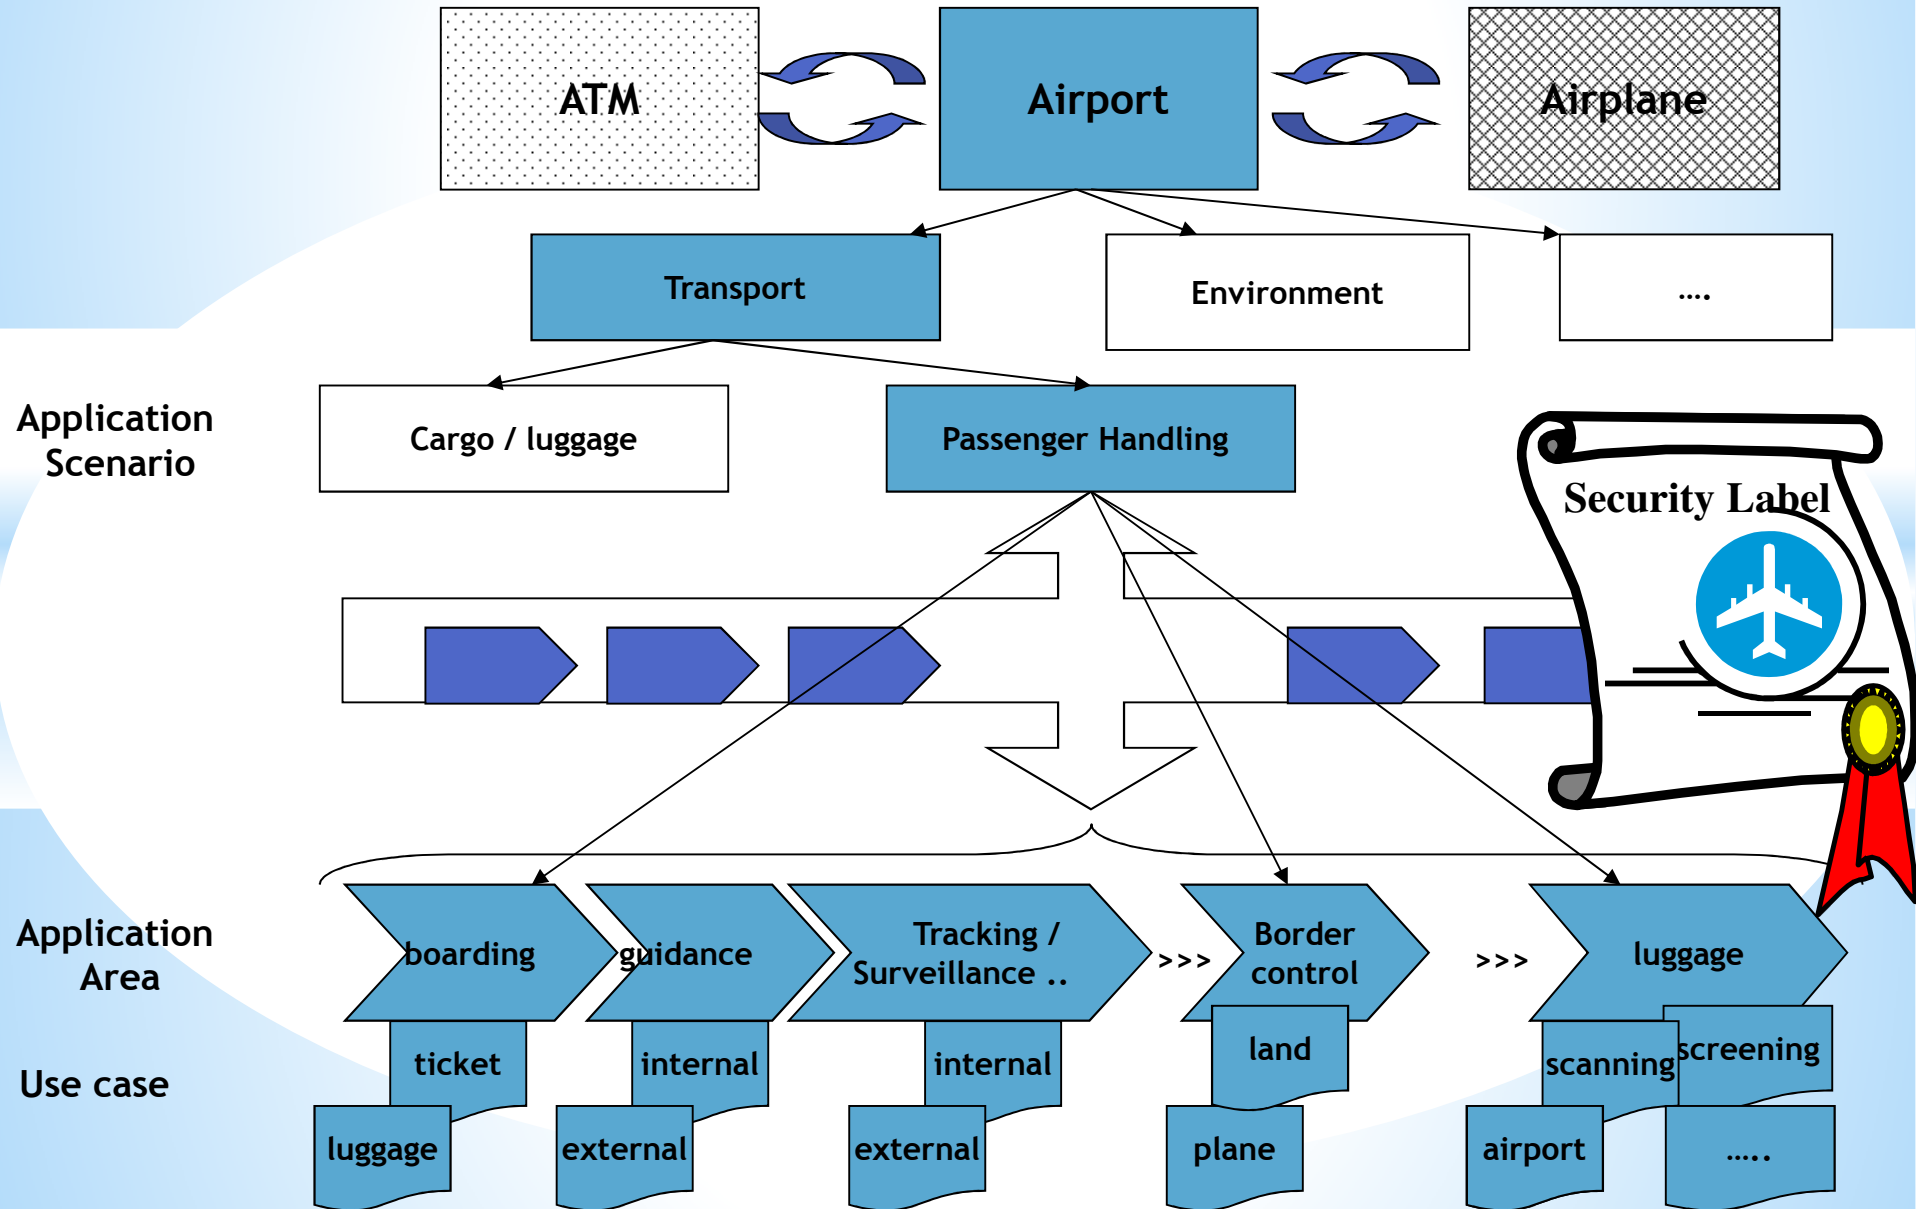 ATM
Airport
Airplane
Transport
Environment
....
Application
Scenario
Cargo / luggage
Passenger Handling
Security Label
Application
Area
boarding
guidance
Tracking /
Surveillance ..
>>>
Border
control
>>>
luggage
Use case
ticket
internal
internal
land
scanning
screening
luggage
external
external
plane
airport
.....